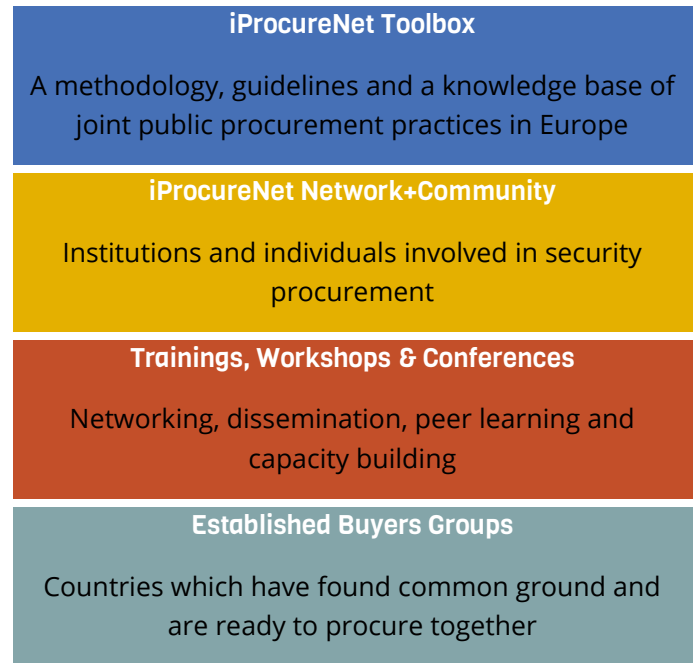 iProcureNet Toolbox
A methodology, guidelines and a knowledge base of
joint public procurement practices in Europe
iProcureNet Network+Community
Institutions and individuals involved in security
procurement
Trainings, Workshops & Conferences
Networking, dissemination, peer learning and
capacity building
Established Buyers Groups
Countries which have found common ground and
are ready to procure together